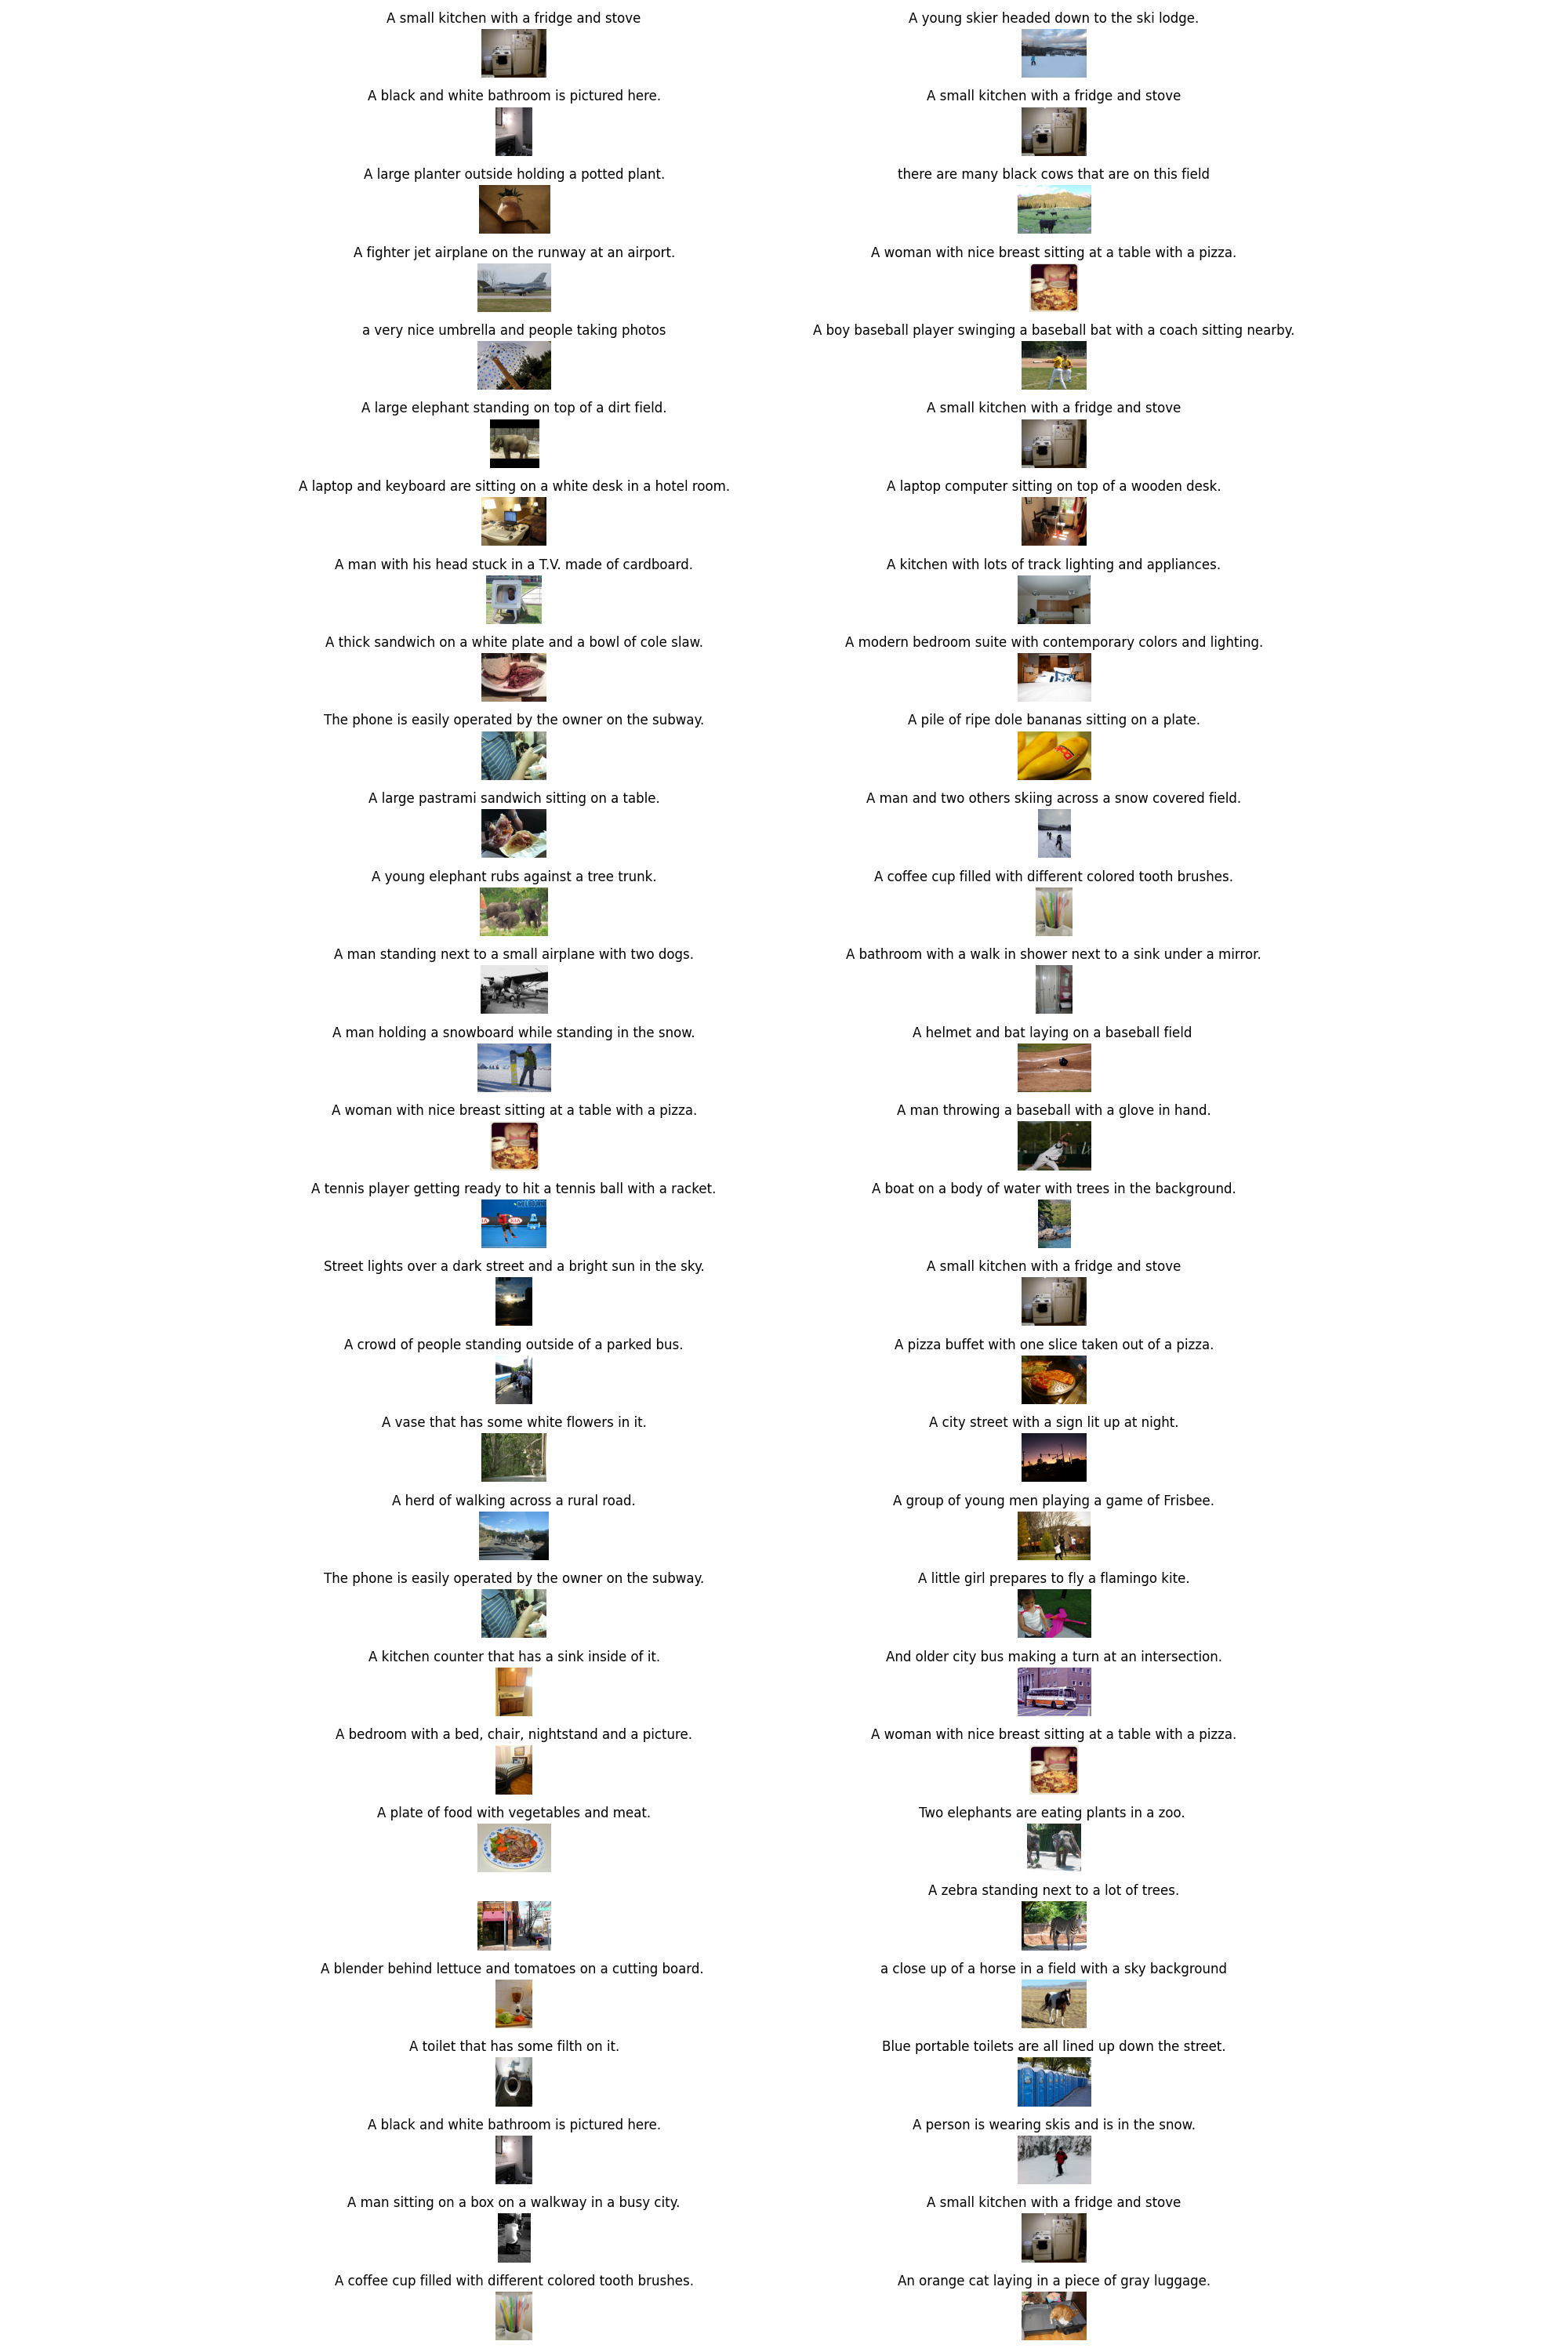 A small kitchen with a fridge and stove
A young skier headed down to the ski lodge.
A black and white bathroom is pictured here.
A small kitchen with a fridge and stove
A large planter outside holding a potted plant.
there are many black cows that are on this field
A fighter jet airplane on the runway at an airport.
A woman with nice breast sitting at a table with a pizza.
a very nice umbrella and people taking photos
A boy baseball player swinging a baseball bat with a coach sitting nearby.
A large elephant standing on top of a dirt field.
A small kitchen with a fridge and stove
A laptop and keyboard are sitting on a white desk in a hotel room.
A laptop computer sitting on top of a wooden desk.
A man with his head stuck in a T.V. made of cardboard.
A kitchen with lots of track lighting and appliances.
A thick sandwich on a white plate and a bowl of cole slaw.
A modern bedroom suite with contemporary colors and lighting.
The phone is easily operated by the owner on the subway.
A pile of ripe dole bananas sitting on a plate.
A large pastrami sandwich sitting on a table.
A man and two others skiing across a snow covered field.
A young elephant rubs against a tree trunk.
A coffee cup filled with different colored tooth brushes.
A man standing next to a small airplane with two dogs.
A bathroom with a walk in shower next to a sink under a mirror.
A man holding a snowboard while standing in the snow.
A helmet and bat laying on a baseball field
A woman with nice breast sitting at a table with a pizza.
A man throwing a baseball with a glove in hand.
A tennis player getting ready to hit a tennis ball with a racket.
A boat on a body of water with trees in the background.
Street lights over a dark street and a bright sun in the sky.
A small kitchen with a fridge and stove
A crowd of people standing outside of a parked bus.
A pizza buffet with one slice taken out of a pizza.
A vase that has some white flowers in it.
A city street with a sign lit up at night.
A herd of walking across a rural road.
A group of young men playing a game of Frisbee.
The phone is easily operated by the owner on the subway.
A little girl prepares to fly a flamingo kite.
A kitchen counter that has a sink inside of it.
And older city bus making a turn at an intersection.
A bedroom with a bed, chair, nightstand and a picture.
A woman with nice breast sitting at a table with a pizza.
A plate of food with vegetables and meat.
Two elephants are eating plants in a zoo.
A zebra standing next to a lot of trees.
A blender behind lettuce and tomatoes on a cutting board.
a close up of a horse in a field with a sky background
A toilet that has some filth on it.
Blue portable toilets are all lined up down the street.
A black and white bathroom is pictured here.
A person is wearing skis and is in the snow.
A man sitting on a box on a walkway in a busy city.
A small kitchen with a fridge and stove
A coffee cup filled with different colored tooth brushes.
An orange cat laying in a piece of gray luggage.